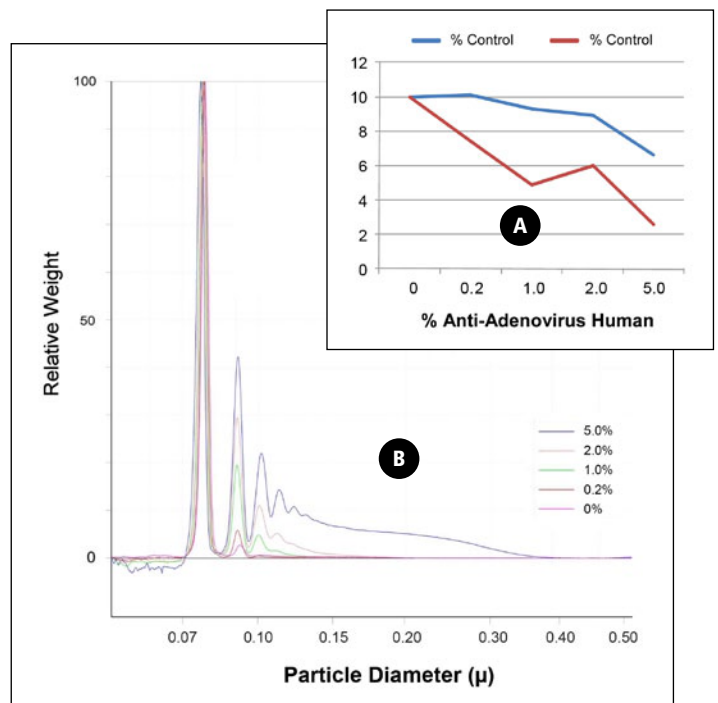 % Control % Control
12
10
8
6
4
2
0
0 0.2 1.0 2.0 5.0
% Anti-Adenovirus Human
A
100
50
0
Relative Weight
B
5.0%
2.0%
1.0%
0.2%
0%
0.07 0.10 0.15 0.20 0.30 0.40 0.50
Particle Diameter (μ)